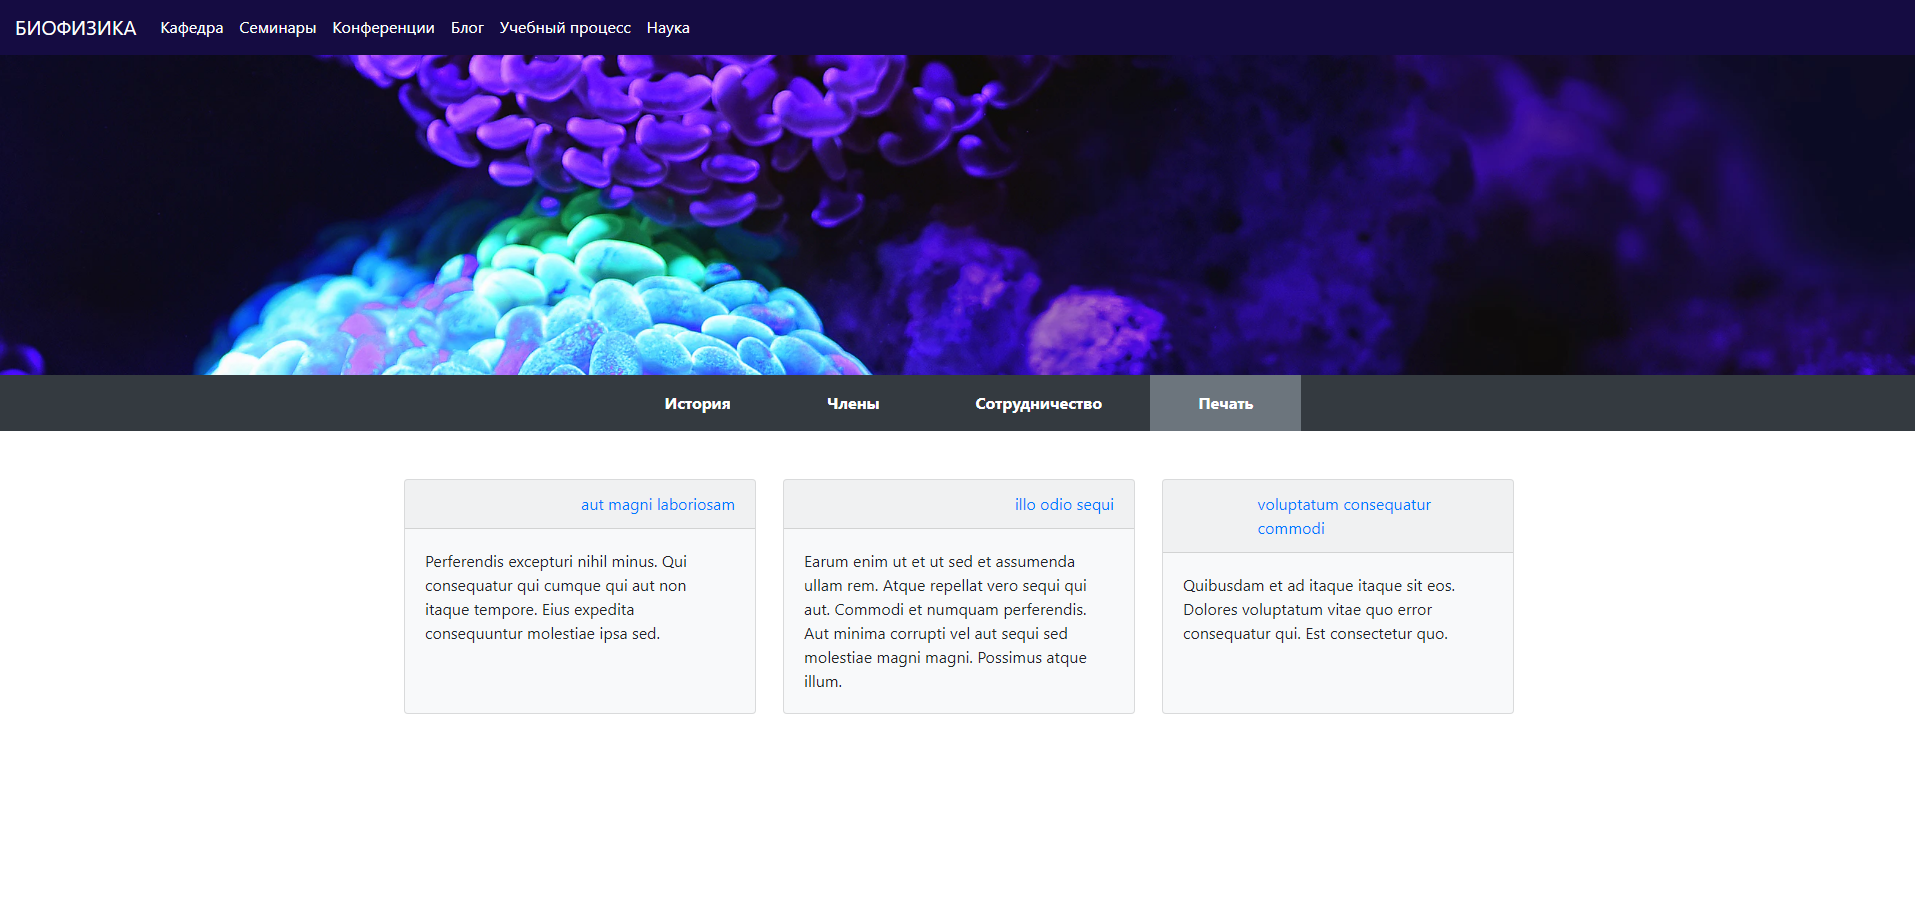 БИОФИЗИКА Кафедра Семинары Конференции Блог Учебный процесс Наука
История Члены Сотрудничество Печать
aut magni laboriosam
Perferendis excepturi nihil minus. Qui
consequatur qui cumque qui aut non
itaque tempore. Eius expedita
consequuntur molestiae ipsa sed.
illo odio sequi
Earum enim ut et ut sed et assumenda
ullam rem. Atque repellat vero sequi qui
aut. Commodi et numquam perferendis.
Aut minima corrupti vel aut sequi sed
molestiae magni magni. Possimus atque
illum.
voluptatum consequatur
commodi
Quibusdam et ad itaque itaque sit eos.
Dolores voluptatum vitae quo error
consequatur qui. Est consectetur quo.